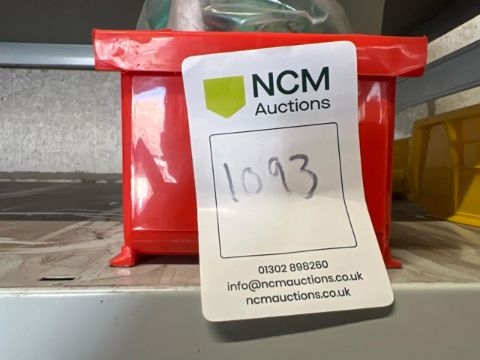 NCM
Auctions
1093
01302 898260
info@ncmauctions.co.uk
ncmauctions.co.uk